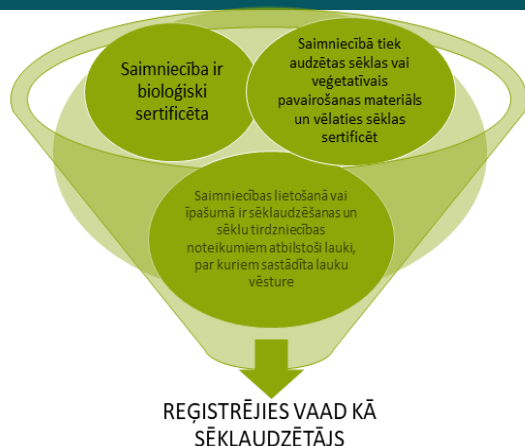 Saimniecība ir
bioloģiski
sertificēta
Saimniecībā tiek
audzētas sēklas vai
veģetatīvais
pavairošanas materiāls
un vēlaties sēklas
sertificēt
Saimniecības lietošanā vai
īpašumā ir sēklaudzēšanas un
sēklu tirdzniecības
noteikumiem atbilstoši lauki,
par kuriem sastādīta lauku
vēsture
REĢISTRĒJIES VAAD KĀ
SĒKLAUDZĒTĀJS